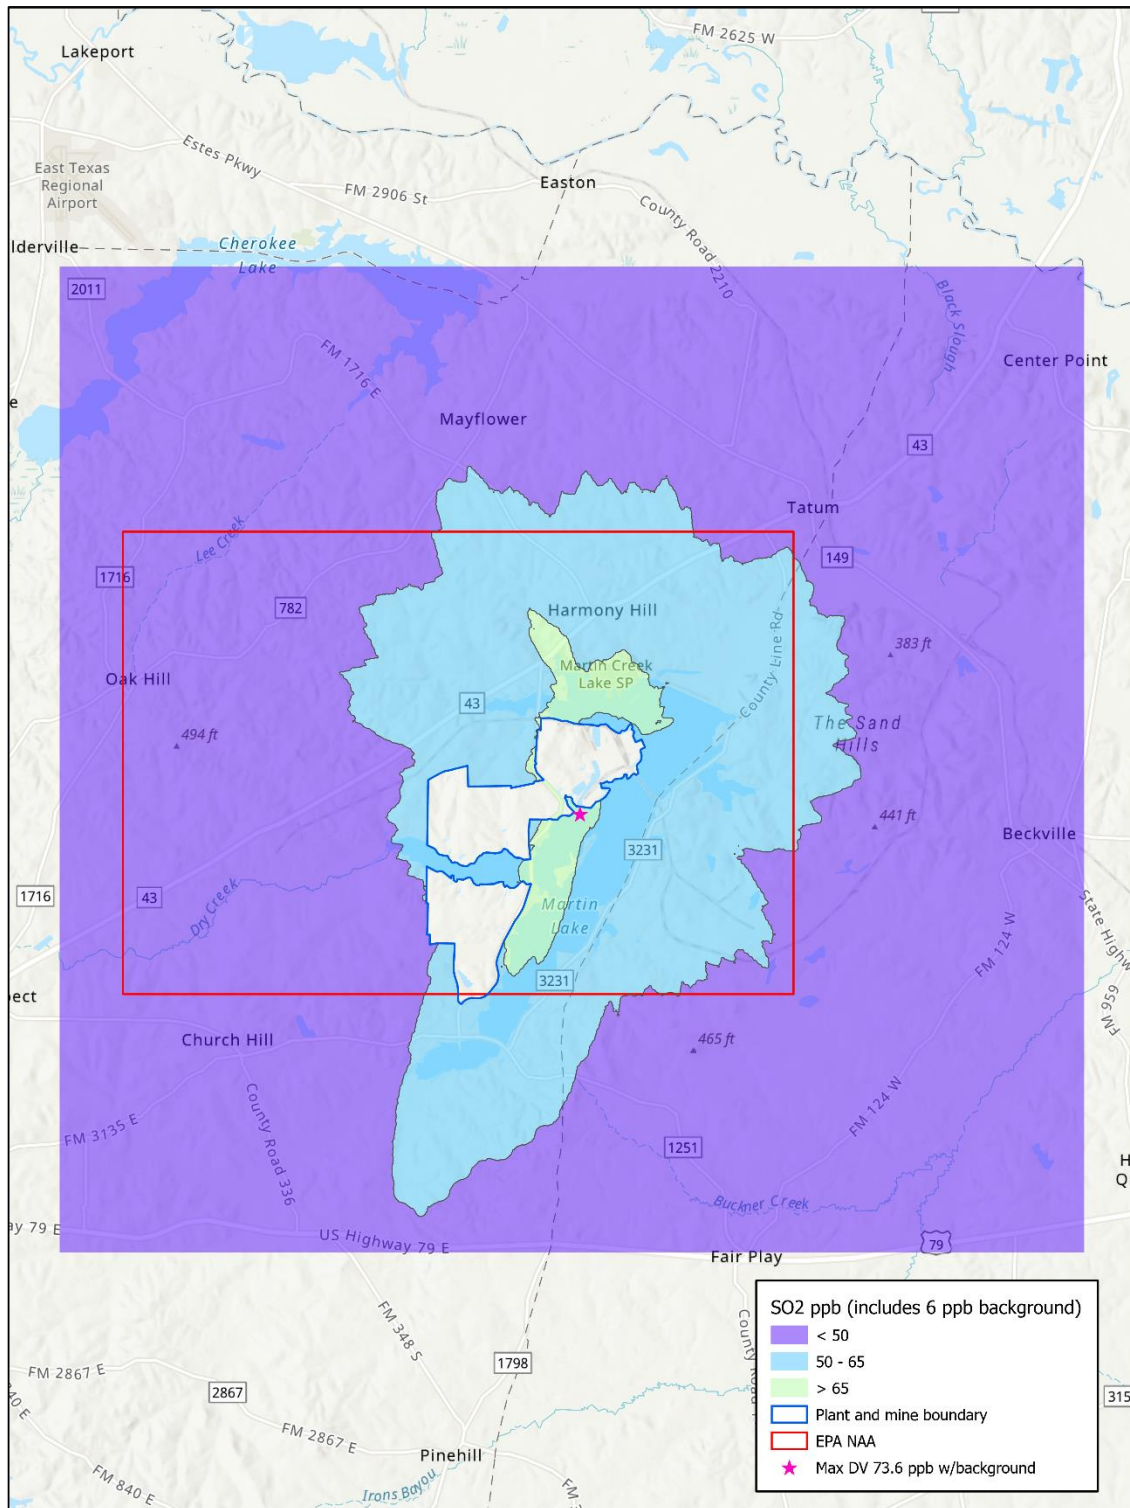 FM 2625 W
Lakeport
Estes Pkwy
East Texas
Regional
Airport
FM 2906 St
Easton
County Road 2210
lderville
Cherokee
Lake
2011
Black Slough
FM 1716 E
Center Point
e
Mayflower
43
Tatum
Lee Creek
149
1716
782
Harmony Hill
County Line Rd
383 ft
Martin Creek
Lake SP
Oak Hill
43
The Sand
Hills
494 ft
441 ft
Beckville
3231
1716
43
Dry Creek
Martin
Lake
State Highw
FM 124 W
3231
pect
FM 959
Church Hill
465 ft
County Road 336
FM 124 W
FM 3135 E
1251
H
Q
Buckner Creek
ay 79 E
US Highway 79 E
79
Fair Play
SO2 ppb (includes 6 ppb background)
< 50
50 - 65
> 65
Plant and mine boundary
EPA NAA
Max DV 73.6 ppb w/background
FM 348 S
County Road
1798
FM 2867 E
2867
315
840 E
FM 2867 E
Pinehill
FM 840 E
Irons Bayou
FM 3